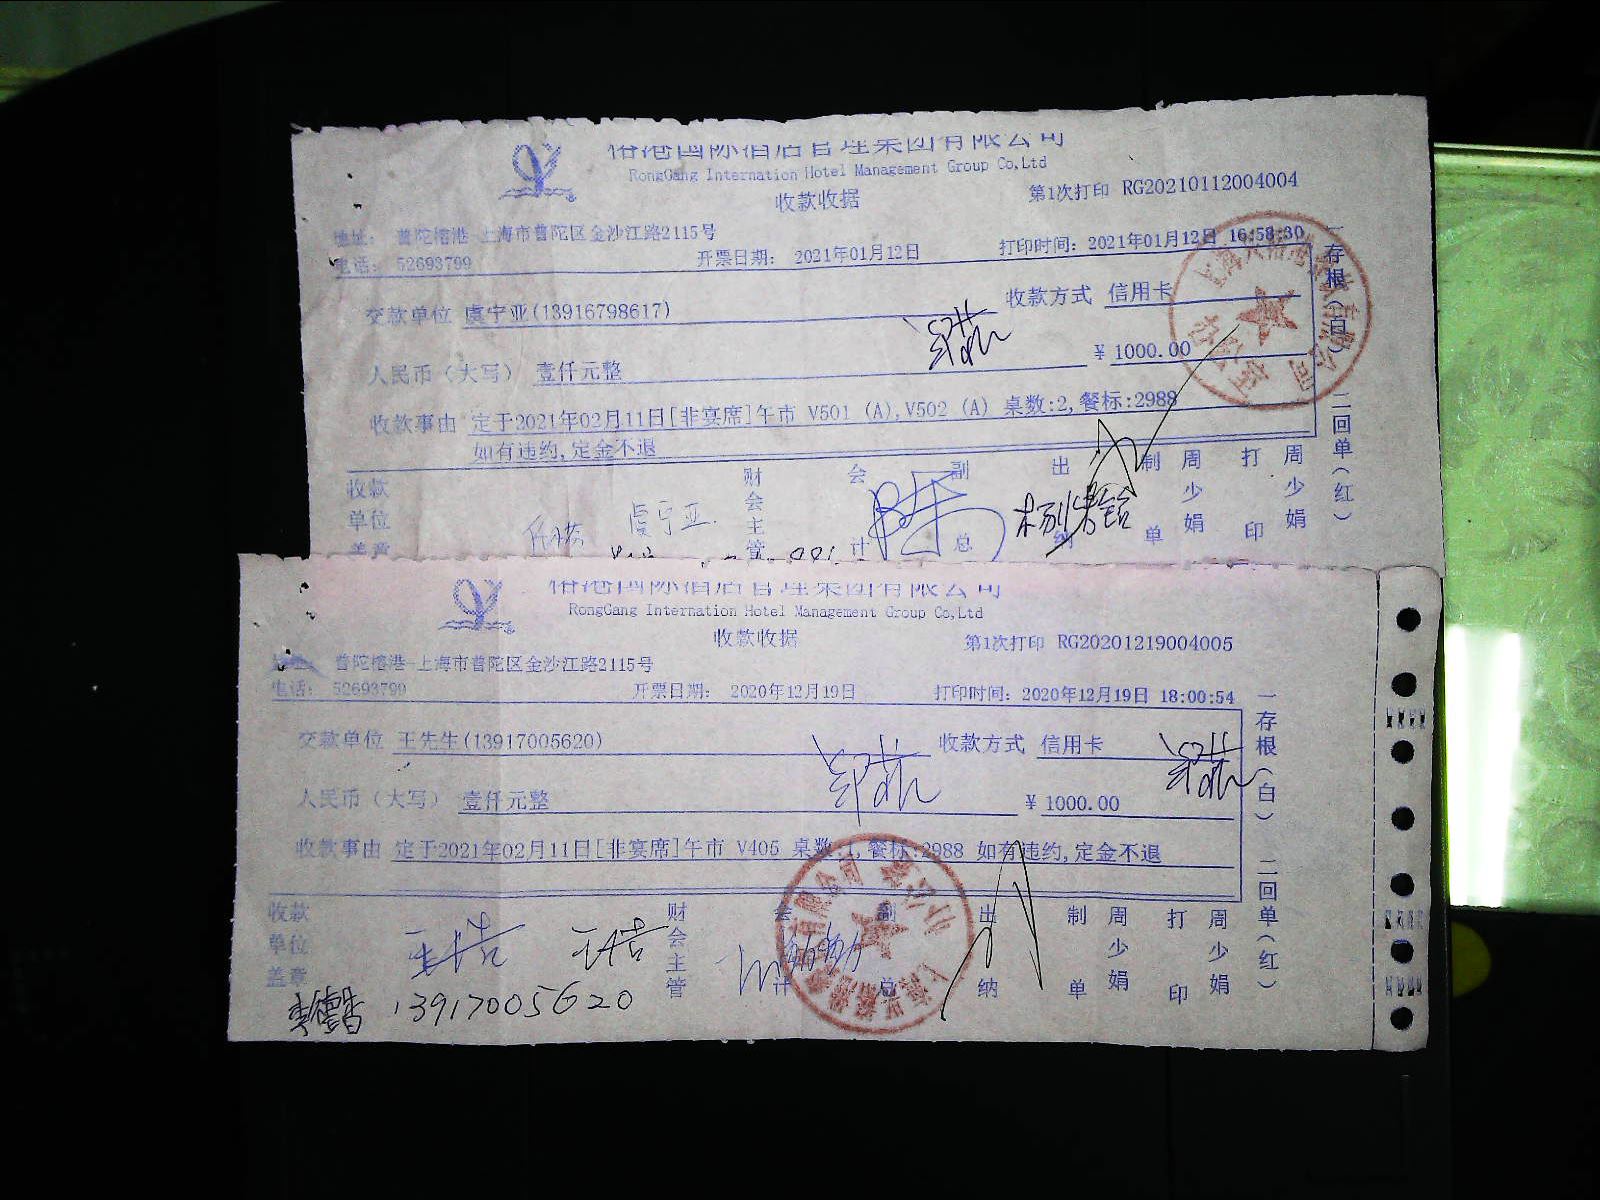 榕港国际酒店管理集团有限公司
RongGang Internation Hotel Management Group Co,Ltd
收款收据
第1次打印 RG20210112004004
地址： 普陀榕港-上海市普陀区金沙江路2115号
电话： 52693799
开票日期： 2021年01月12日
打印时间：2021年01月12日 16:58:30
交款单位 虞宁亚(13916798617)
收款方式 信用卡
人民币（大写） 壹仟元整
¥ 1000.00
收款事由 定于2021年02月11日[非宴席]午市 V501 (A),V502 (A) 桌数:2,餐标:2988
如有违约,定金不退
收款单位盖章
虞宁亚
财会主管
会计
副总
出纳
制单
周少娟
打印
周少娟
一存根（白） 二回单（红）
榕港国际酒店管理集团有限公司
RongGang Internation Hotel Management Group Co,Ltd
收款收据
第1次打印 RG20201219004005
地址： 普陀榕港-上海市普陀区金沙江路2115号
电话： 52693799
开票日期： 2020年12月19日
打印时间：2020年12月19日 18:00:54
交款单位 王先生(13917005620)
收款方式 信用卡
人民币（大写） 壹仟元整
¥ 1000.00
收款事由 定于2021年02月11日[非宴席]午市 V405 桌数:1,餐标:2988 如有违约,定金不退
收款单位盖章
财会主管
会计
副总
出纳
制单
周少娟
打印
周少娟
13917005620
一存根（白） 二回单（红）